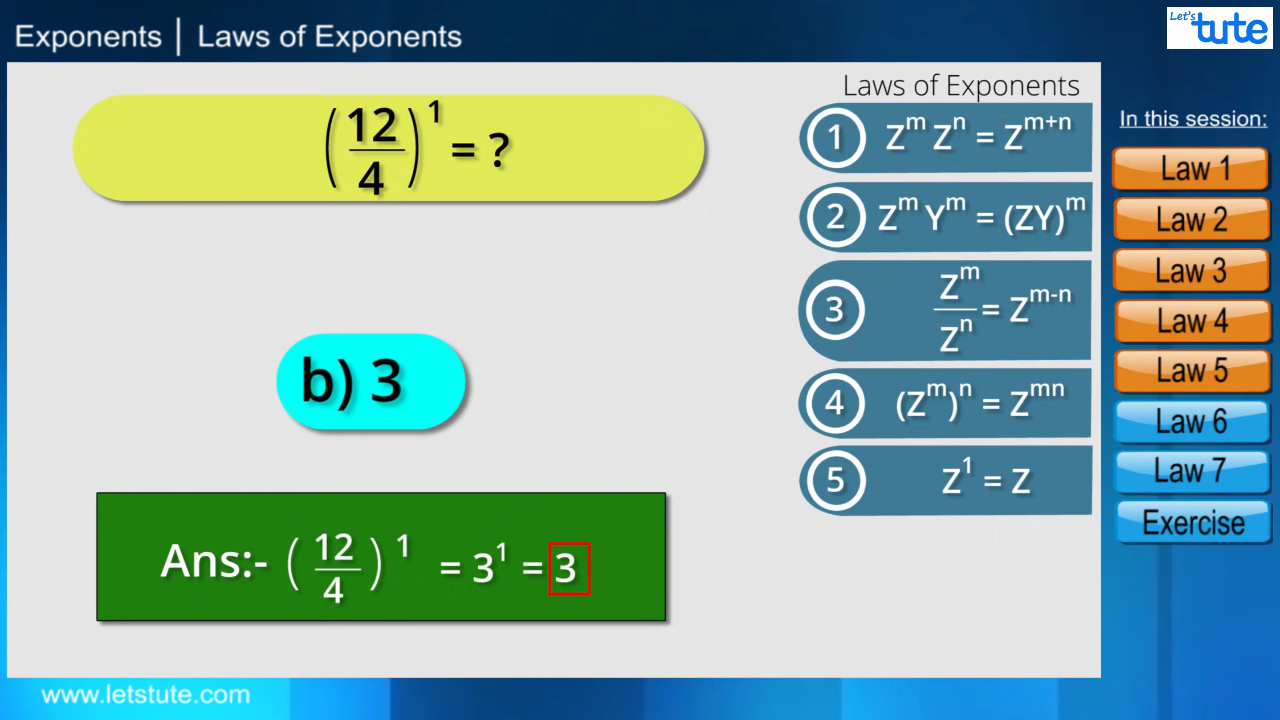 Exponents | Laws of Exponents
Let's tute
(12/4)^1 = ?
b) 3
Ans:- (12/4)^1 = 3^1 = 3
Laws of Exponents
1 Z^m Z^n = Z^(m+n)
2 Z^m Y^m = (ZY)^m
3 Z^m/Z^n = Z^(m-n)
4 (Z^m)^n = Z^(mn)
5 Z^1 = Z
In this session:
Law 1
Law 2
Law 3
Law 4
Law 5
Law 6
Law 7
Exercise
www.letstute.com